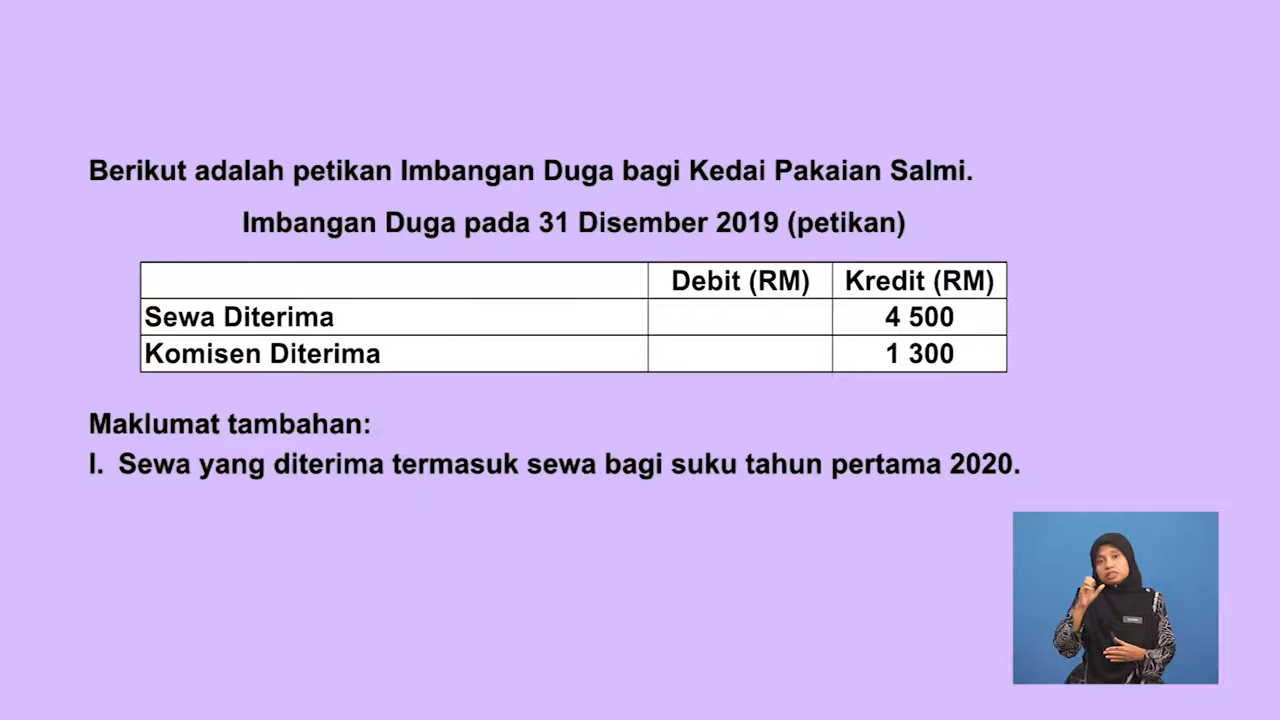 Berikut adalah petikan Imbangan Duga bagi Kedai Pakaian Salmi.
Imbangan Duga pada 31 Disember 2019 (petikan)
Debit (RM) Kredit (RM)
Sewa Diterima 4 500
Komisen Diterima 1 300
Maklumat tambahan:
I. Sewa yang diterima termasuk sewa bagi suku tahun pertama 2020.